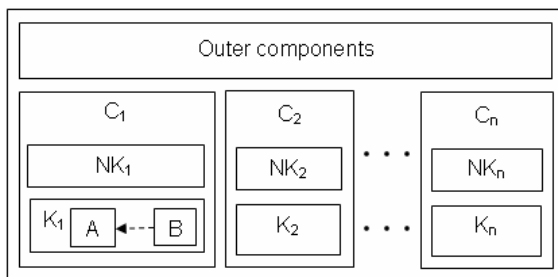 Outer components
C1 C2 Cn
NK1 NK2 NKn
K1 A B K2 Kn